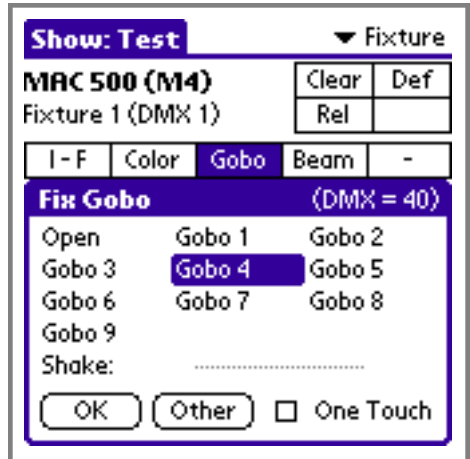 Show: Test Fixture
MAC 500 (M4) Clear Def
Fixture 1 (DMX 1) Rel
I-F Color Gobo Beam -
Fix Gobo (DMX = 40)
Open Gobo 1 Gobo 2
Gobo 3 Gobo 4 Gobo 5
Gobo 6 Gobo 7 Gobo 8
Gobo 9
Shake:
OK Other One Touch